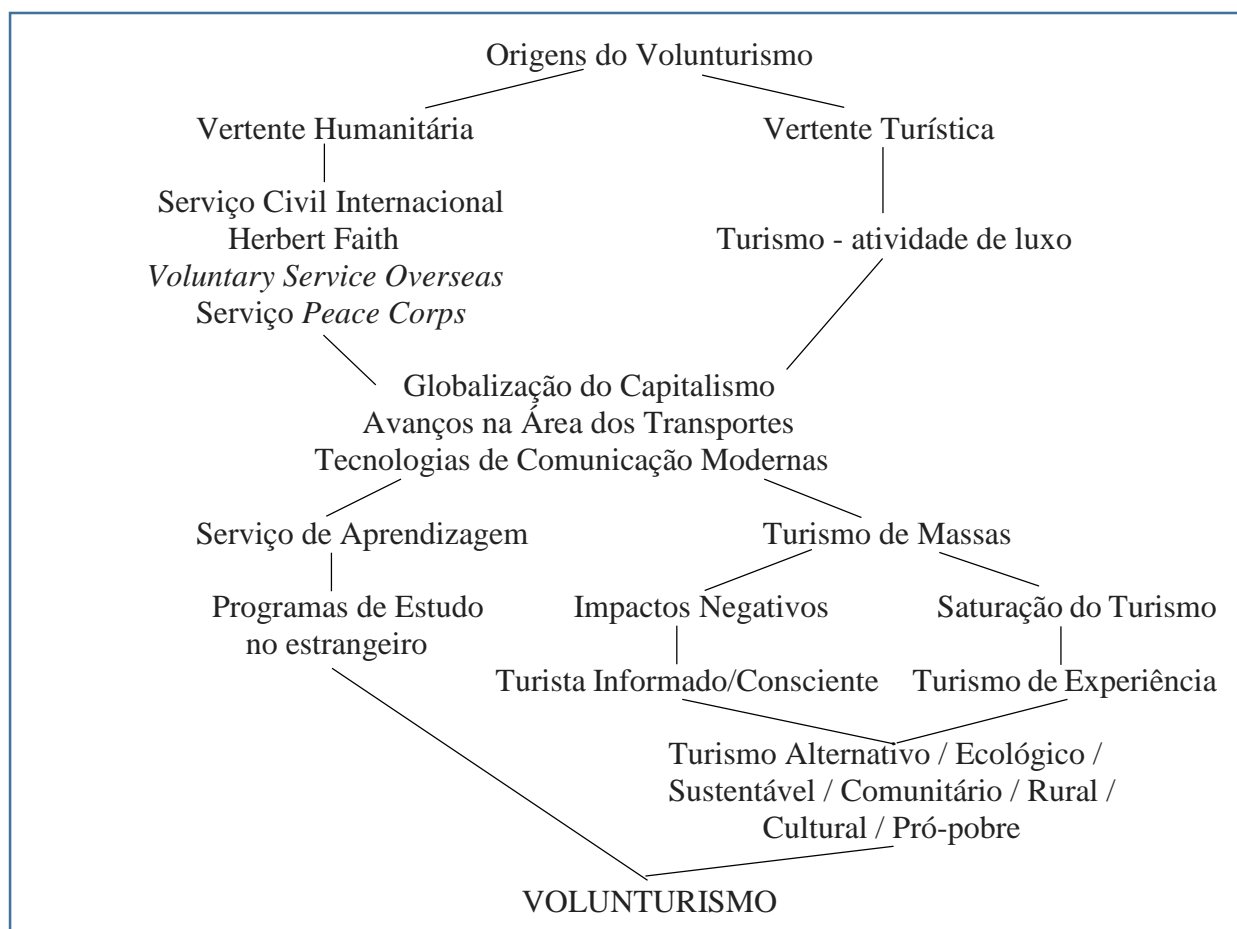 Origens do Volunturismo
Vertente Humanitária
Vertente Turística
Serviço Civil Internacional
Herbert Faith
Voluntary Service Overseas
Serviço Peace Corps
Turismo - atividade de luxo
Globalização do Capitalismo
Avanços na Área dos Transportes
Tecnologias de Comunicação Modernas
Serviço de Aprendizagem
Turismo de Massas
Programas de Estudo
no estrangeiro
Impactos Negativos
Saturação do Turismo
Turista Informado/Consciente
Turismo de Experiência
Turismo Alternativo / Ecológico /
Sustentável / Comunitário / Rural /
Cultural / Pró-pobre
VOLUNTURISMO